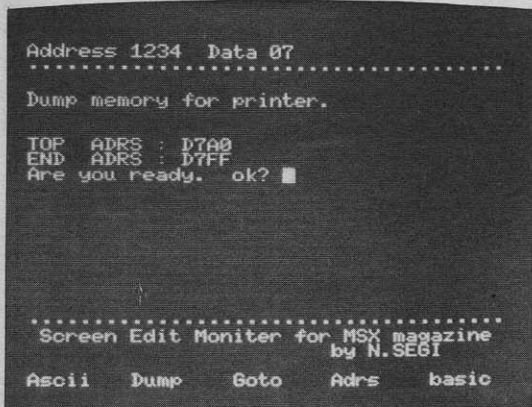 Address 1234 Data 07
Dump memory for printer.
TOP ADRS : D7A0
END ADRS : D7FF
Are you ready. ok?
Screen Edit Moniter for MSX magazine
by N.SEGI
Ascii Dump Goto Adrs basic